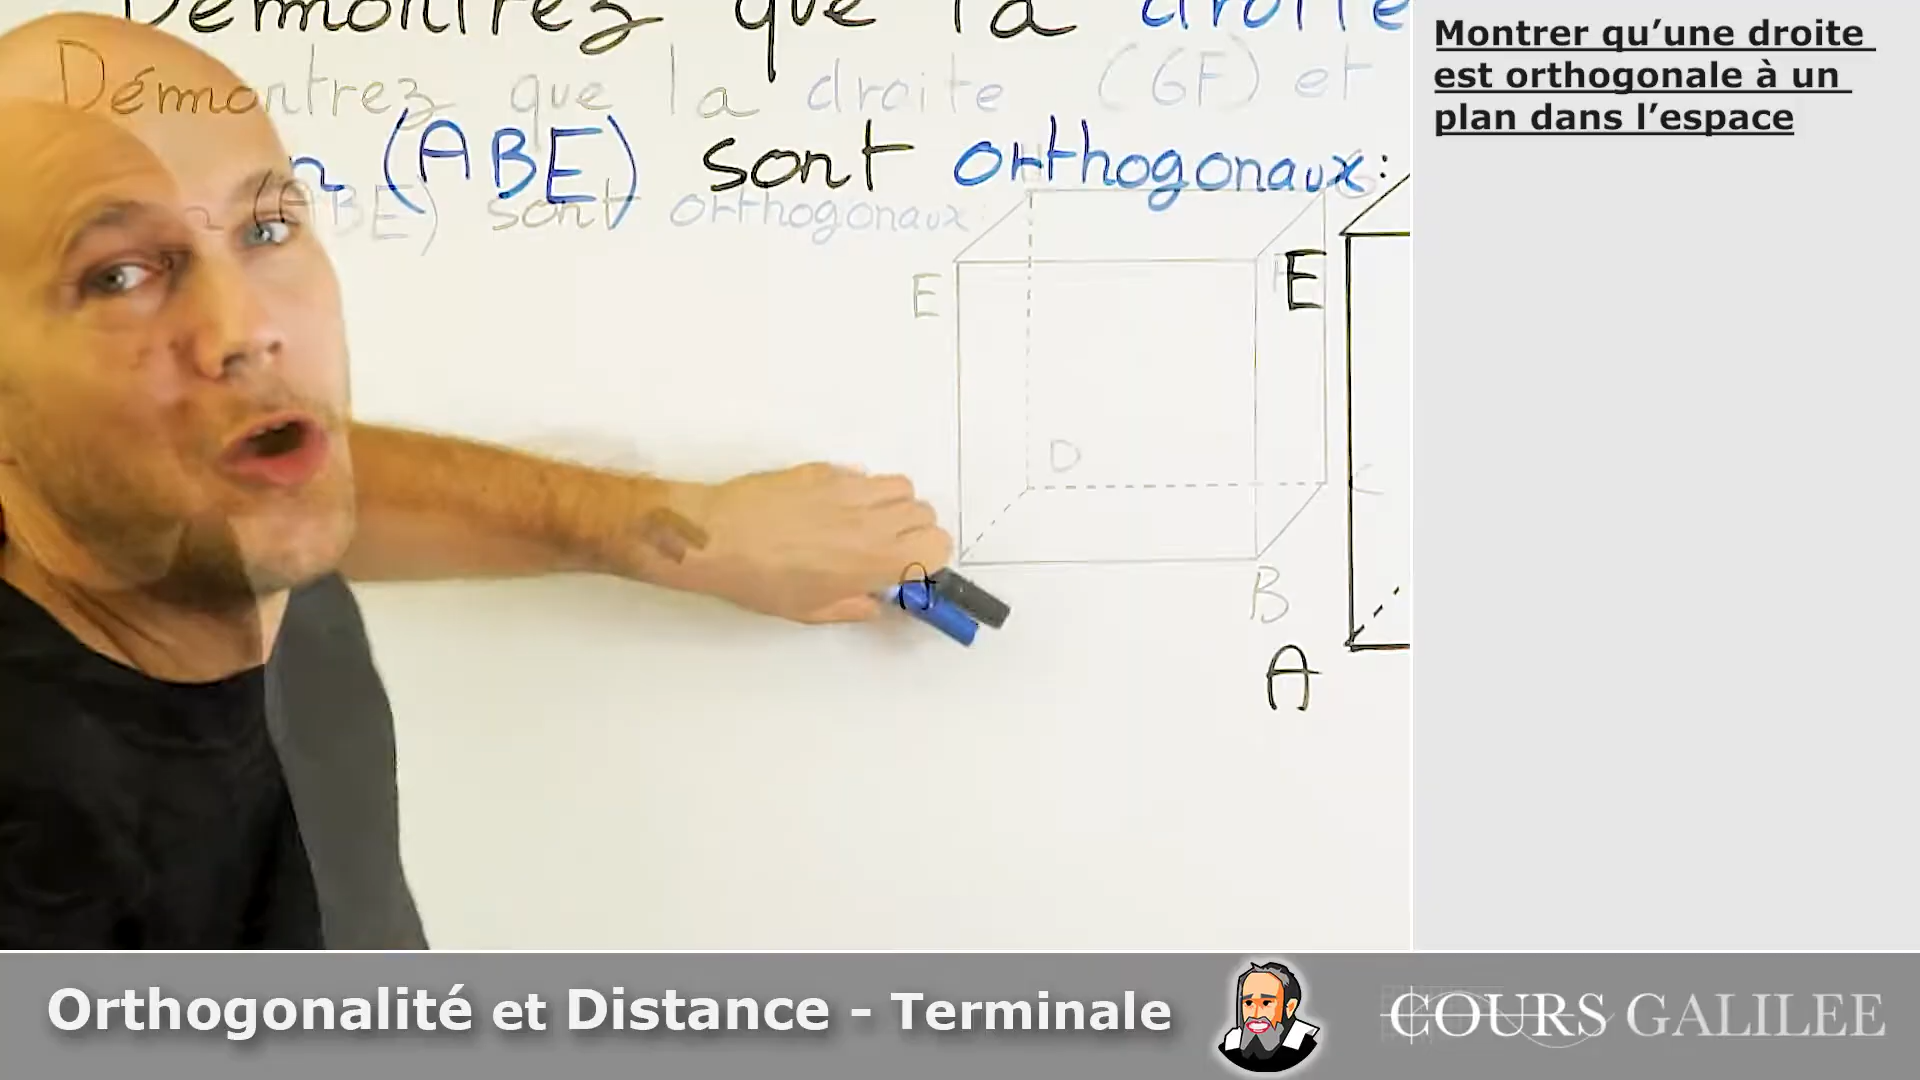 Démontrez que la droite
Démontrez que la droite (GF) et
(ABE) sont orthogonaux:
(ABE) sont orthogonaux:
E
E
D
C
B
A
Montrer qu’une droite
est orthogonale à un
plan dans l’espace
Orthogonalité et Distance - Terminale
COURS GALILEE